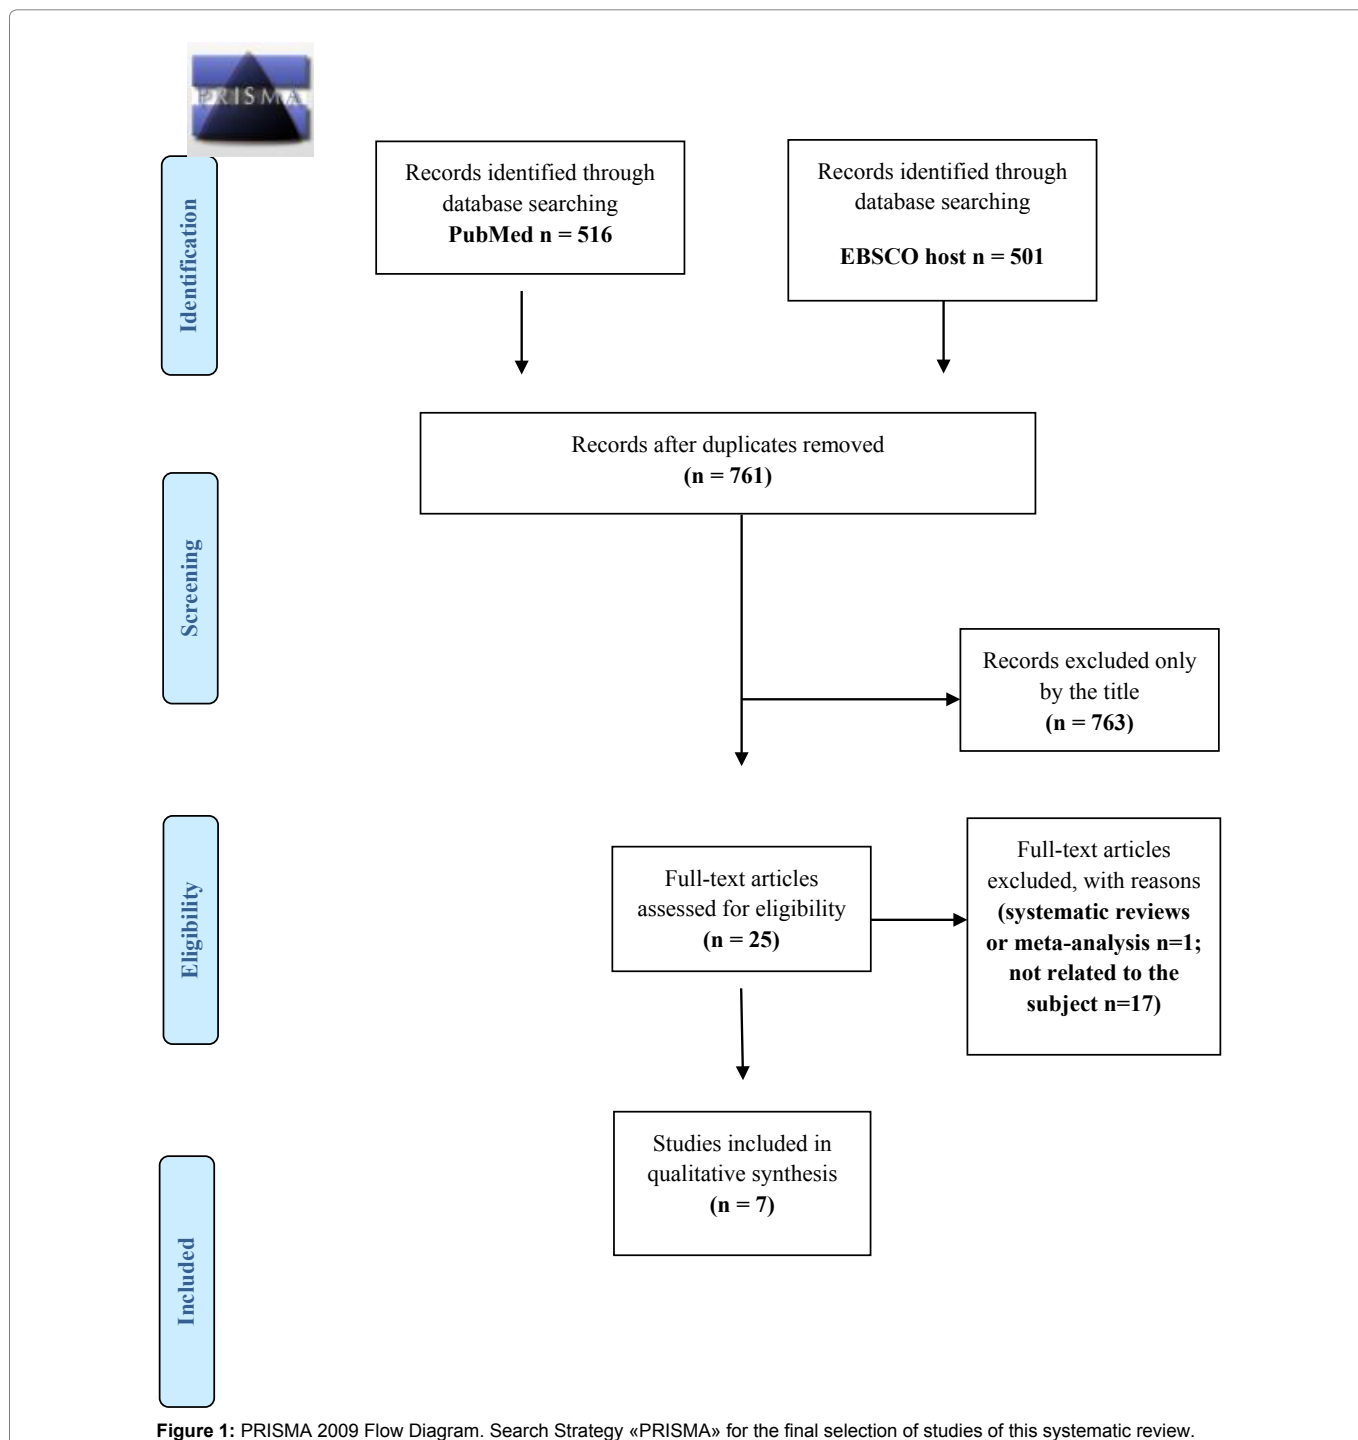 PRISMA
Identification
Records identified through
database searching
PubMed n = 516
Records identified through
database searching
EBSCO host n = 501
Records after duplicates removed
(n = 761)
Screening
Records excluded only
by the title
(n = 763)
Eligibility
Full-text articles
assessed for eligibility
(n = 25)
Full-text articles
excluded, with reasons
(systematic reviews
or meta-analysis n=1;
not related to the
subject n=17)
Studies included in
qualitative synthesis
(n = 7)
Included
Figure 1: PRISMA 2009 Flow Diagram. Search Strategy «PRISMA» for the final selection of studies of this systematic review.